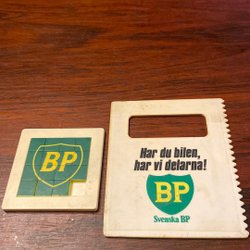 BP
Har du bilen,
har vi delarna!
BP
Svenska BP